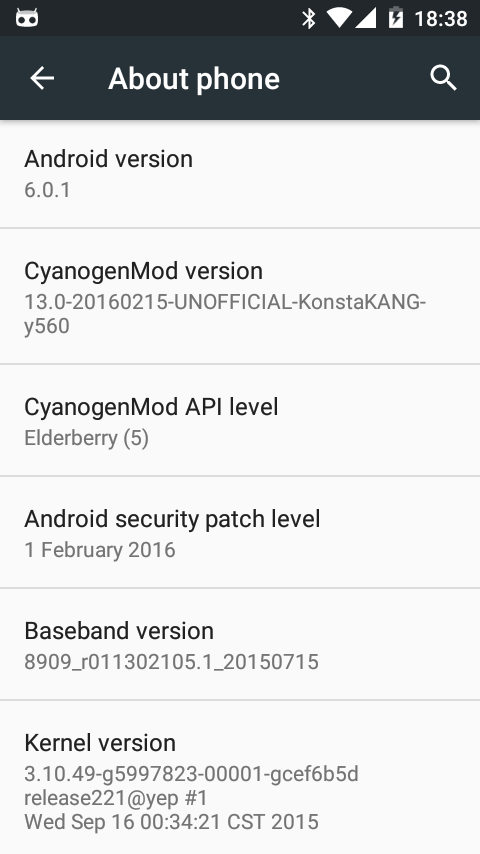 18:38
About phone
Android version
6.0.1
CyanogenMod version
13.0-20160215-UNOFFICIAL-KonstaKANG-
y560
CyanogenMod API level
Elderberry (5)
Android security patch level
1 February 2016
Baseband version
8909_r011302105.1_20150715
Kernel version
3.10.49-g5997823-00001-gcef6b5d
release221@yep #1
Wed Sep 16 00:34:21 CST 2015